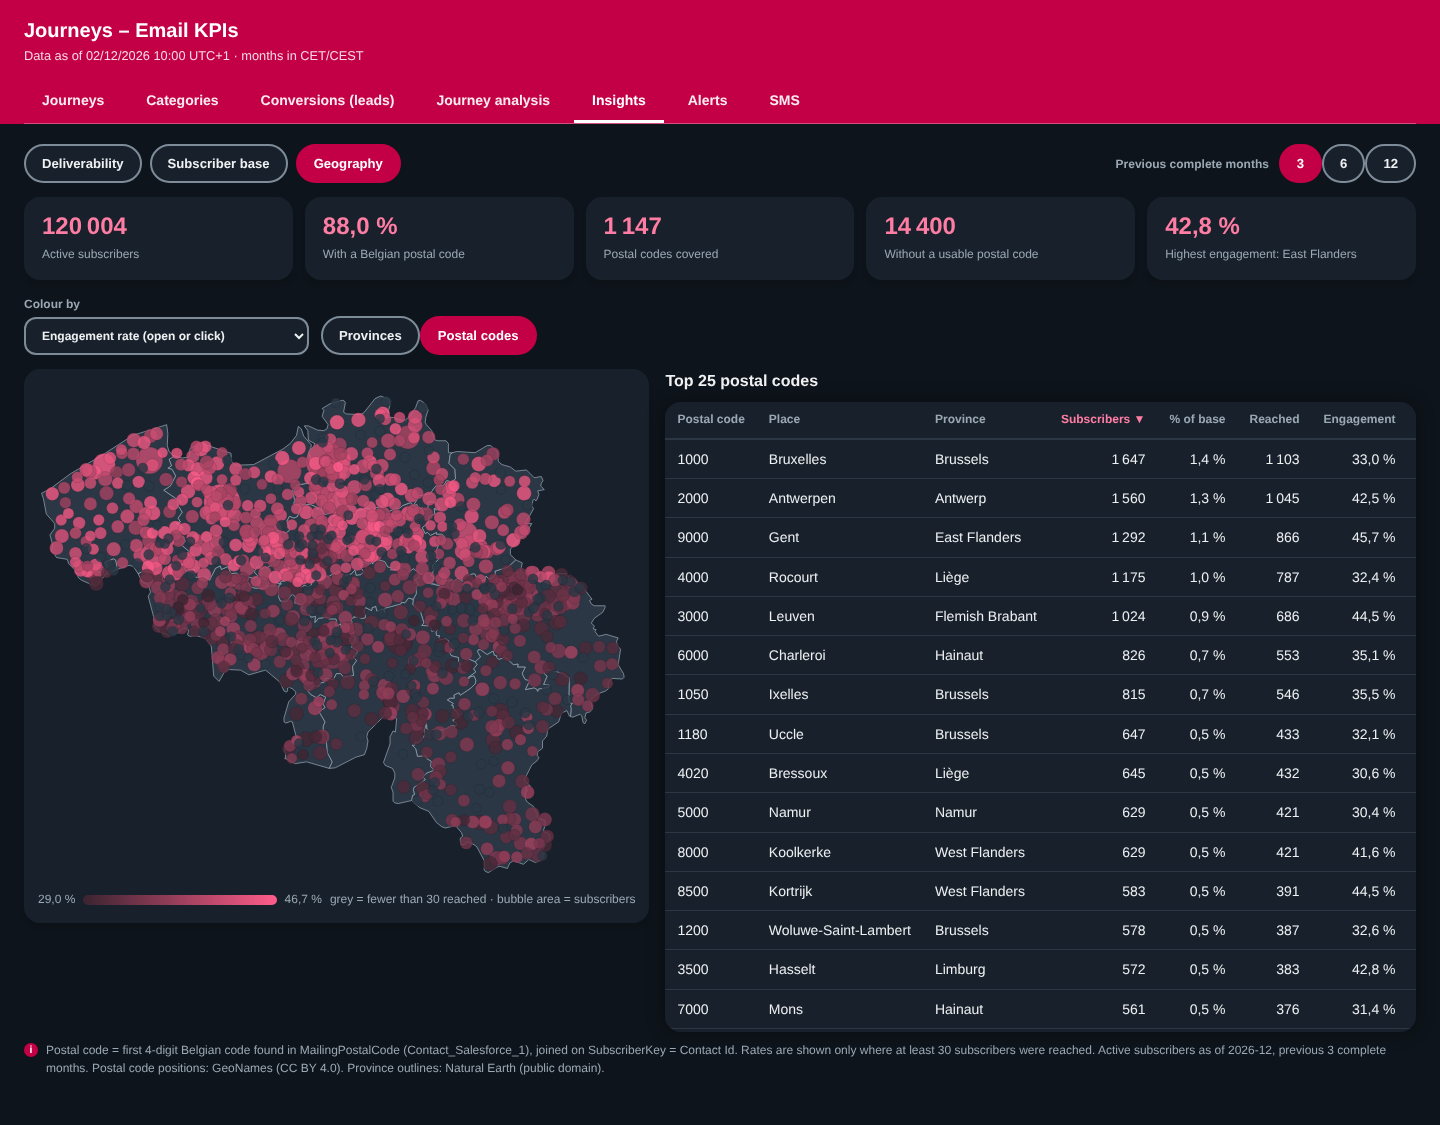 Journeys – Email KPIs
Data as of 02/12/2026 10:00 UTC+1 · months in CET/CEST
Journeys Categories Conversions (leads) Journey analysis Insights Alerts SMS
Deliverability Subscriber base Geography Previous complete months 3 6 12
120 004 88,0 % 1 147 14 400 42,8 %
Active subscribers With a Belgian postal code Postal codes covered Without a usable postal code Highest engagement: East Flanders
Colour by
Engagement rate (open or click) Provinces Postal codes
Top 25 postal codes
Postal code Place Province Subscribers ▼ % of base Reached Engagement
1000 Bruxelles Brussels 1 647 1,4 % 1 103 33,0 %
2000 Antwerpen Antwerp 1 560 1,3 % 1 045 42,5 %
9000 Gent East Flanders 1 292 1,1 % 866 45,7 %
4000 Rocourt Liège 1 175 1,0 % 787 32,4 %
3000 Leuven Flemish Brabant 1 024 0,9 % 686 44,5 %
6000 Charleroi Hainaut 826 0,7 % 553 35,1 %
1050 Ixelles Brussels 815 0,7 % 546 35,5 %
1180 Uccle Brussels 647 0,5 % 433 32,1 %
4020 Bressoux Liège 645 0,5 % 432 30,6 %
5000 Namur Namur 629 0,5 % 421 30,4 %
8000 Koolkerke West Flanders 629 0,5 % 421 41,6 %
8500 Kortrijk West Flanders 583 0,5 % 391 44,5 %
1200 Woluwe-Saint-Lambert Brussels 578 0,5 % 387 32,6 %
3500 Hasselt Limburg 572 0,5 % 383 42,8 %
7000 Mons Hainaut 561 0,5 % 376 31,4 %
29,0 % 46,7 % grey = fewer than 30 reached · bubble area = subscribers
i Postal code = first 4-digit Belgian code found in MailingPostalCode (Contact_Salesforce_1), joined on SubscriberKey = Contact Id. Rates are shown only where at least 30 subscribers were reached. Active subscribers as of 2026-12, previous 3 complete
months. Postal code positions: GeoNames (CC BY 4.0). Province outlines: Natural Earth (public domain).